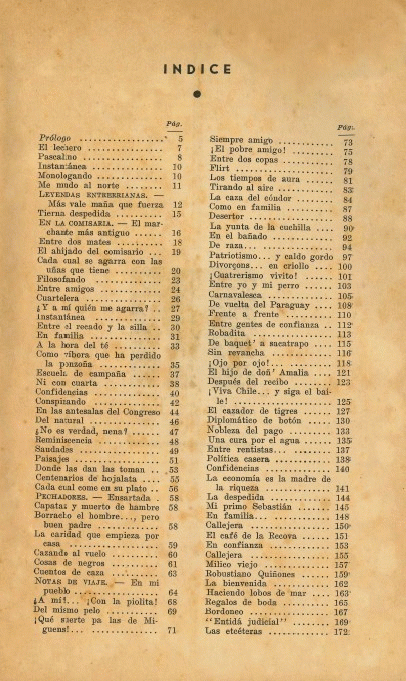 INDICE
Pág.
Prólogo .................. 5
El lechero ................ 7
Pascalino ................. 8
Instantánea ............... 10
Monologando ............... 10
Me mudo al norte .......... 11
LEYENDAS ENTRERRIANAS. —
Más vale maña que fuerza 12
Tierna despedida .......... 15
EN LA COMISARIA. — El mar-
chante más antiguo ........ 16
Entre dos mates ........... 18
El ahijado del comisario ... 19
Cada cual se agarra con las
uñas que tiene ............ 20
Filosofando ............... 23
Entre amigos .............. 24
Cuartelera ................ 26
¿Y a mí quién me agarra? .. 27
Instantánea ............... 29
Entre el recado y la silla .. 30
En familia ................ 31
A la hora del té .......... 33
Como víbora que ha perdido
la ponzoña ................ 35
Escuela de campaña ........ 37
Ni con cuarta ............. 38
Confidencias .............. 40
Conspirando ............... 42
En las antesalas del Congreso 44
Del natural ............... 46
¿No es verdad, nena? ...... 47
Reminiscencia ............. 48
Saudades .................. 49
Paisajes .................. 51
Donde las dan las toman ... 53
Centenarios de hojalata ... 55
Cada cual come en su plato .. 56
PECHADORES. — Ensartada . 58
Capataz y muerto de hambre 58
Borracho el hombre..., pero
buen padre ................ 58
La caridad que empieza por
casa ...................... 59
Cazando al vuelo .......... 60
Cosas de negros ........... 61
Cuentos de caza ........... 63
NOTAS DE VIAJE. — En mi
pueblo .................... 64
¿A mí?... ¡Con la piolita! 68
Del mismo pelo ............ 69
¡Qué suerte pa las de Mi-
guens!... ................. 71
Pág.
Siempre amigo ............. 73
¡El pobre amigo! .......... 75
Entre dos copas ........... 78
Flirt ..................... 79
Los tiempos de aura ....... 81
Tirando al aire ........... 83
La caza del cóndor ........ 84
Como en familia ........... 87
Desertor .................. 88
La yunta de la cuchilla ... 90
En el bañado .............. 92
De raza ................... 94
Patriotismo... y caldo gordo 97
Divorçons... en criollo ... 100
¡Cuatrerismo vivito! ...... 101
Entre yo y mi perro ....... 103
Carnavalesca .............. 105
De vuelta del Paraguay .... 108
Frente a frente ........... 110
Entre gentes de confianza .. 112
Robadita .................. 113
De baquet' a sacatrapo .... 115
Sin revancha .............. 116
¡Ojo por ojo! ............. 118
El hijo de doñ' Amalia .... 121
Después del recibo ........ 123
¡Viva Chile... y siga el bai-
le! ....................... 125
El cazador de tigres ...... 127
Diplomático de botón ...... 130
Nobleza del pago .......... 133
Una cura por el agua ...... 135
Entre rentistas... ........ 137
Política casera ........... 138
Confidencias .............. 140
La economía es la madre de
la riqueza ................ 141
La despedida .............. 144
Mi primo Sebastián ........ 145
En familia... ............. 148
Callejera ................. 150
El café de la Recova ...... 151
En confianza .............. 153
Callejera ................. 155
Milico viejo .............. 157
Robustiano Quiñones ....... 159
La bienvenida ............. 162
Haciendo lobos de mar ..... 163
Regalos de boda ........... 165
Bordoneo .................. 167
"Entidá judicial" ......... 169
Las etcéteras ............. 172